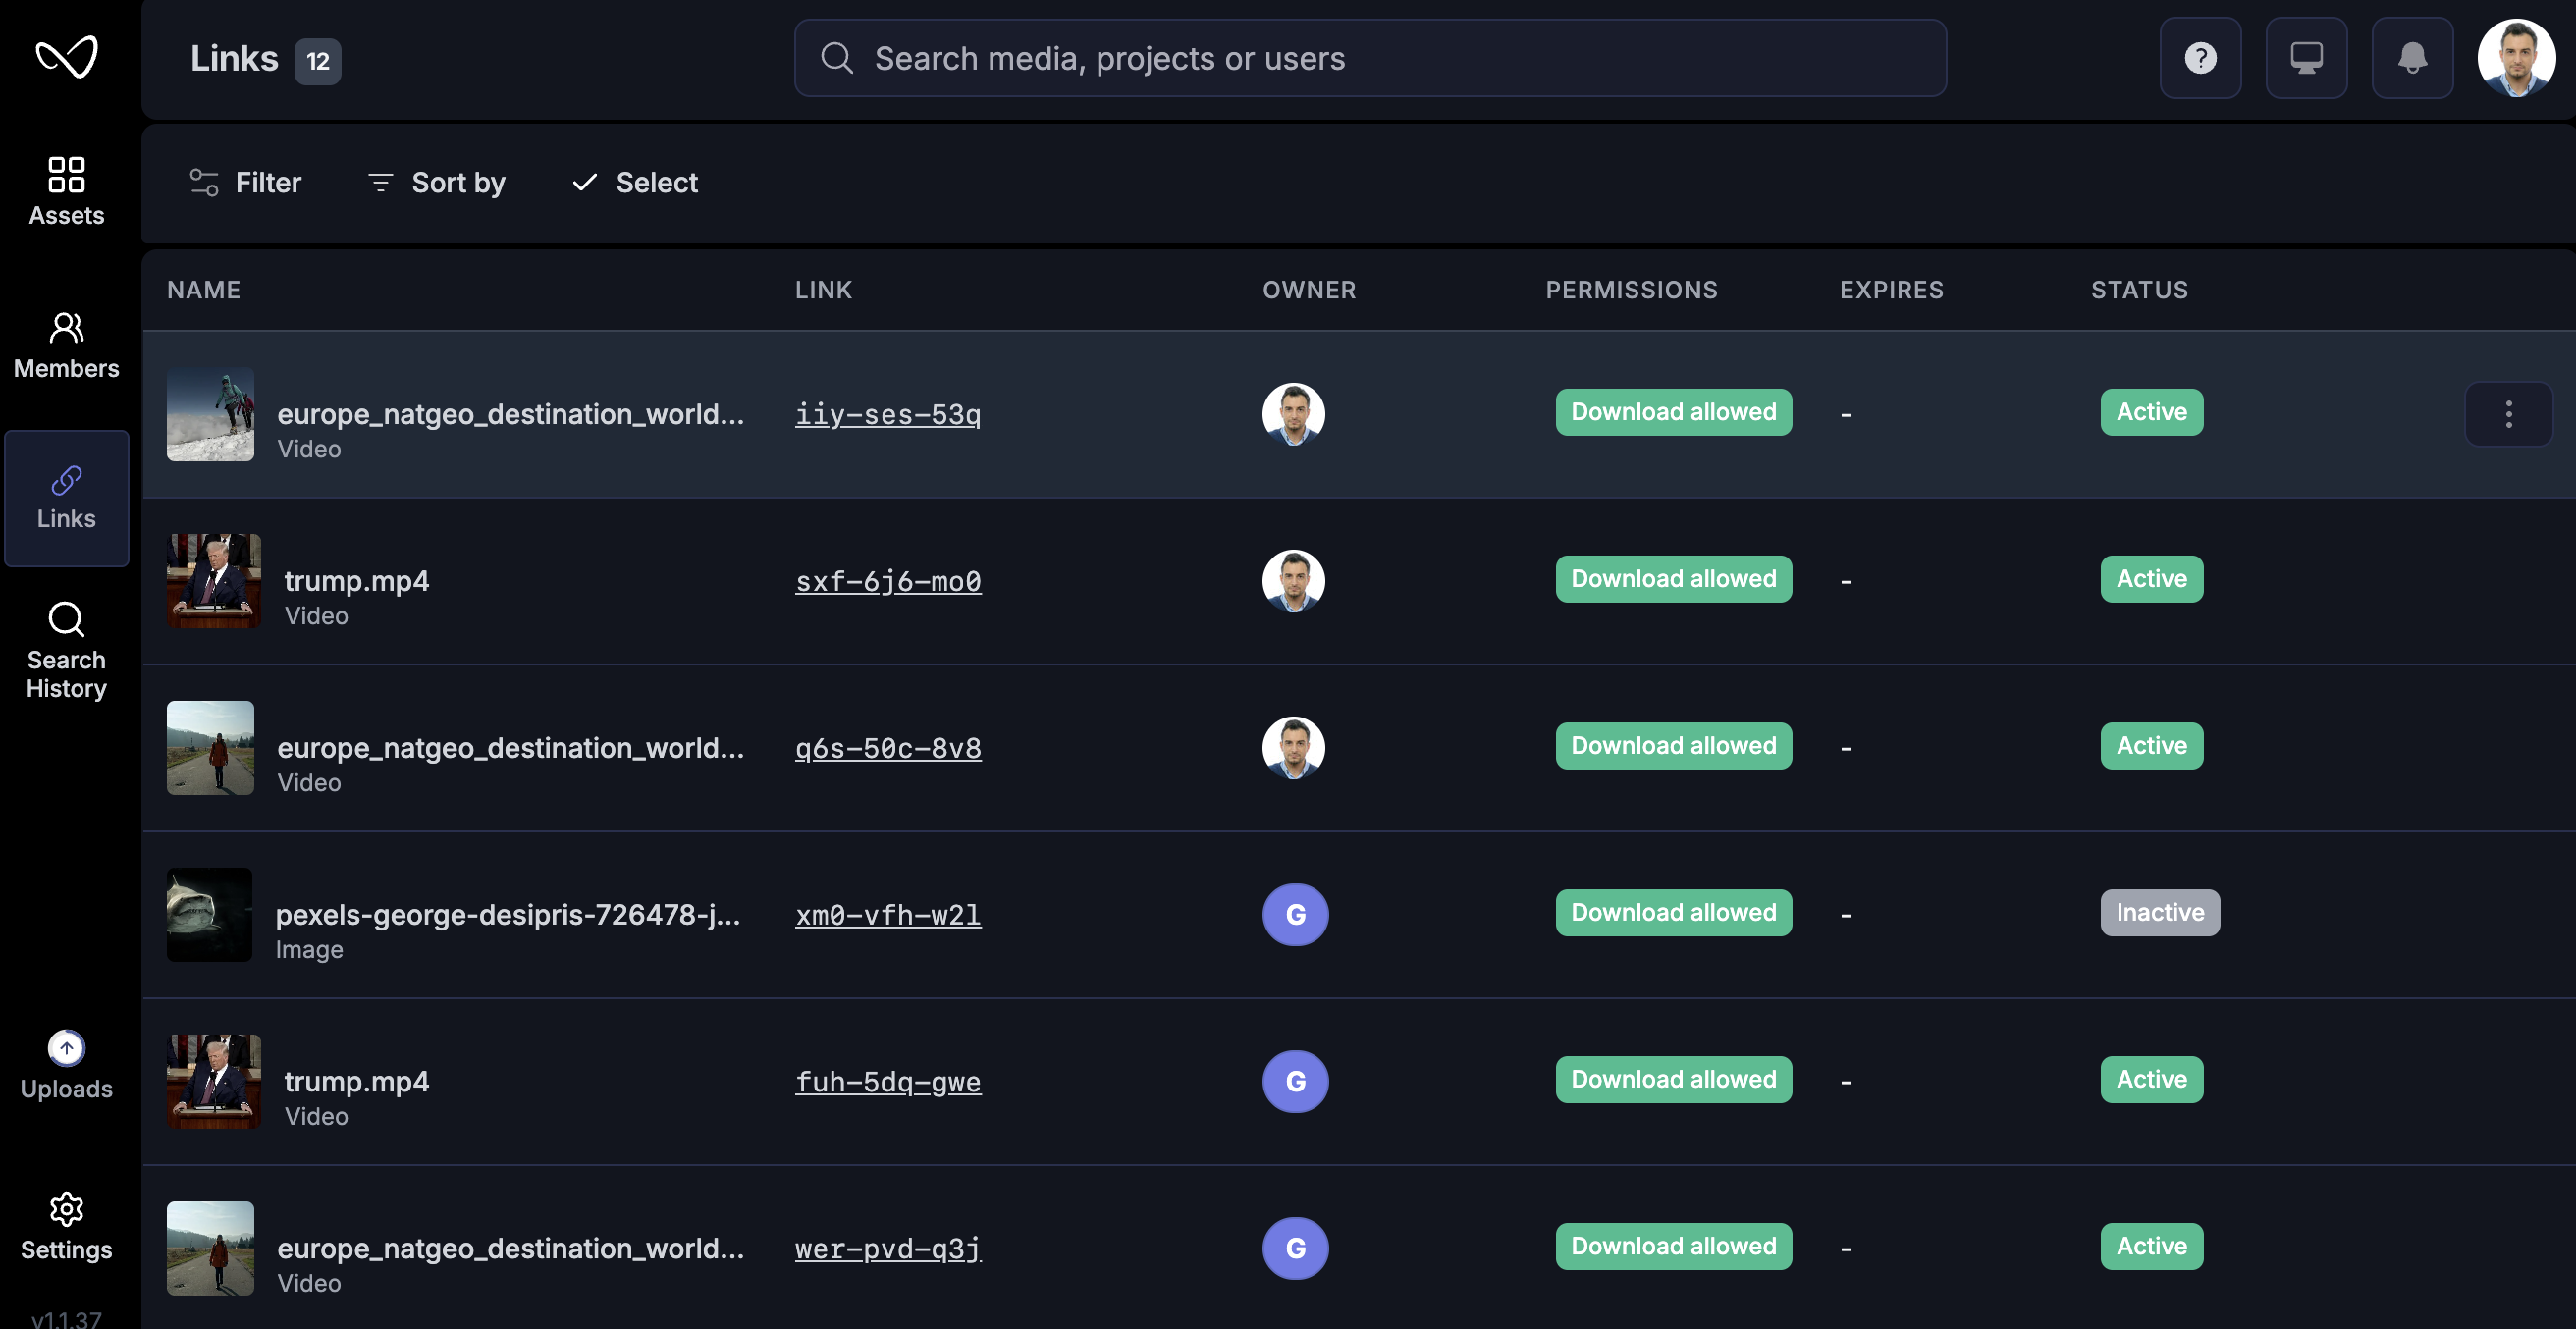 Links 12
Search media, projects or users
?
Assets
Members
Links
Search
History
Uploads
Settings
v1.1.37
Filter Sort by Select
NAME LINK OWNER PERMISSIONS EXPIRES STATUS
europe_natgeo_destination_world... iiy-ses-53q Download allowed - Active
Video
trump.mp4 sxf-6j6-mo0 Download allowed - Active
Video
europe_natgeo_destination_world... q6s-50c-8v8 Download allowed - Active
Video
pexels-george-desipris-726478-j... xm0-vfh-w2l G Download allowed - Inactive
Image
trump.mp4 fuh-5dq-gwe G Download allowed - Active
Video
europe_natgeo_destination_world... wer-pvd-q3j G Download allowed - Active
Video